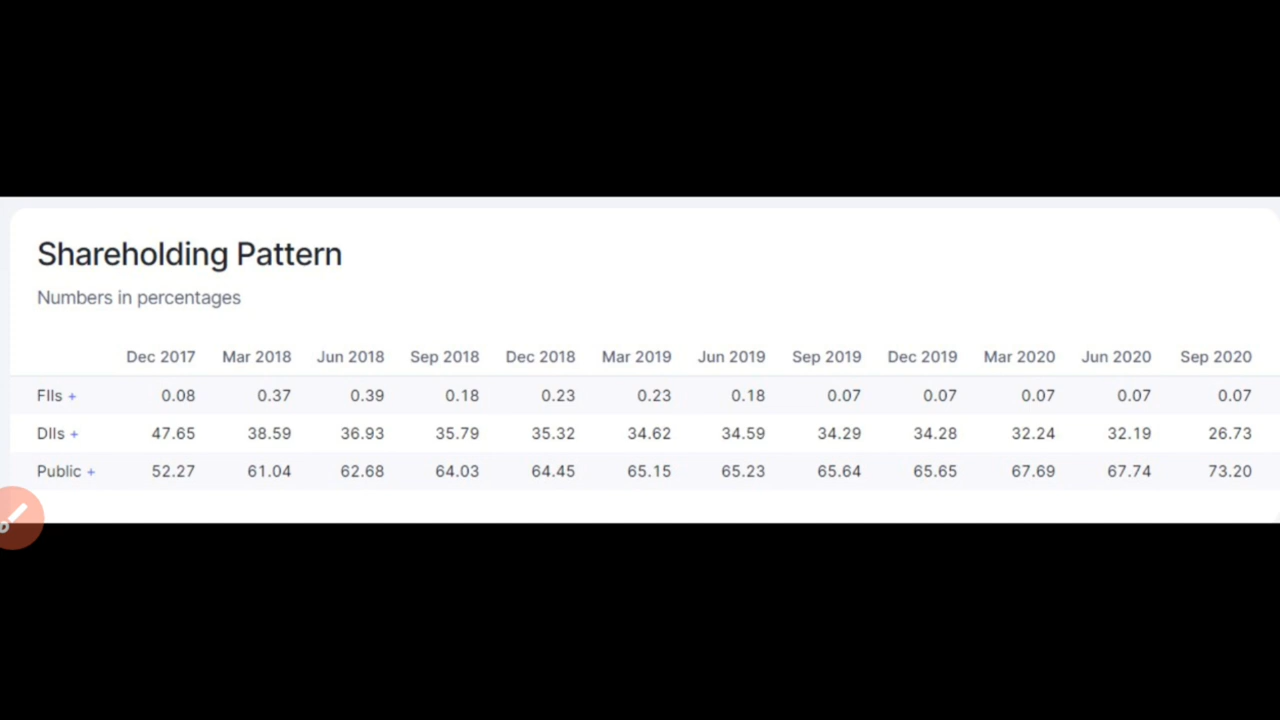 Shareholding Pattern
Numbers in percentages
Dec 2017 Mar 2018 Jun 2018 Sep 2018 Dec 2018 Mar 2019 Jun 2019 Sep 2019 Dec 2019 Mar 2020 Jun 2020 Sep 2020
FIIs + 0.08 0.37 0.39 0.18 0.23 0.23 0.18 0.07 0.07 0.07 0.07 0.07
DIIs + 47.65 38.59 36.93 35.79 35.32 34.62 34.59 34.29 34.28 32.24 32.19 26.73
Public + 52.27 61.04 62.68 64.03 64.45 65.15 65.23 65.64 65.65 67.69 67.74 73.20